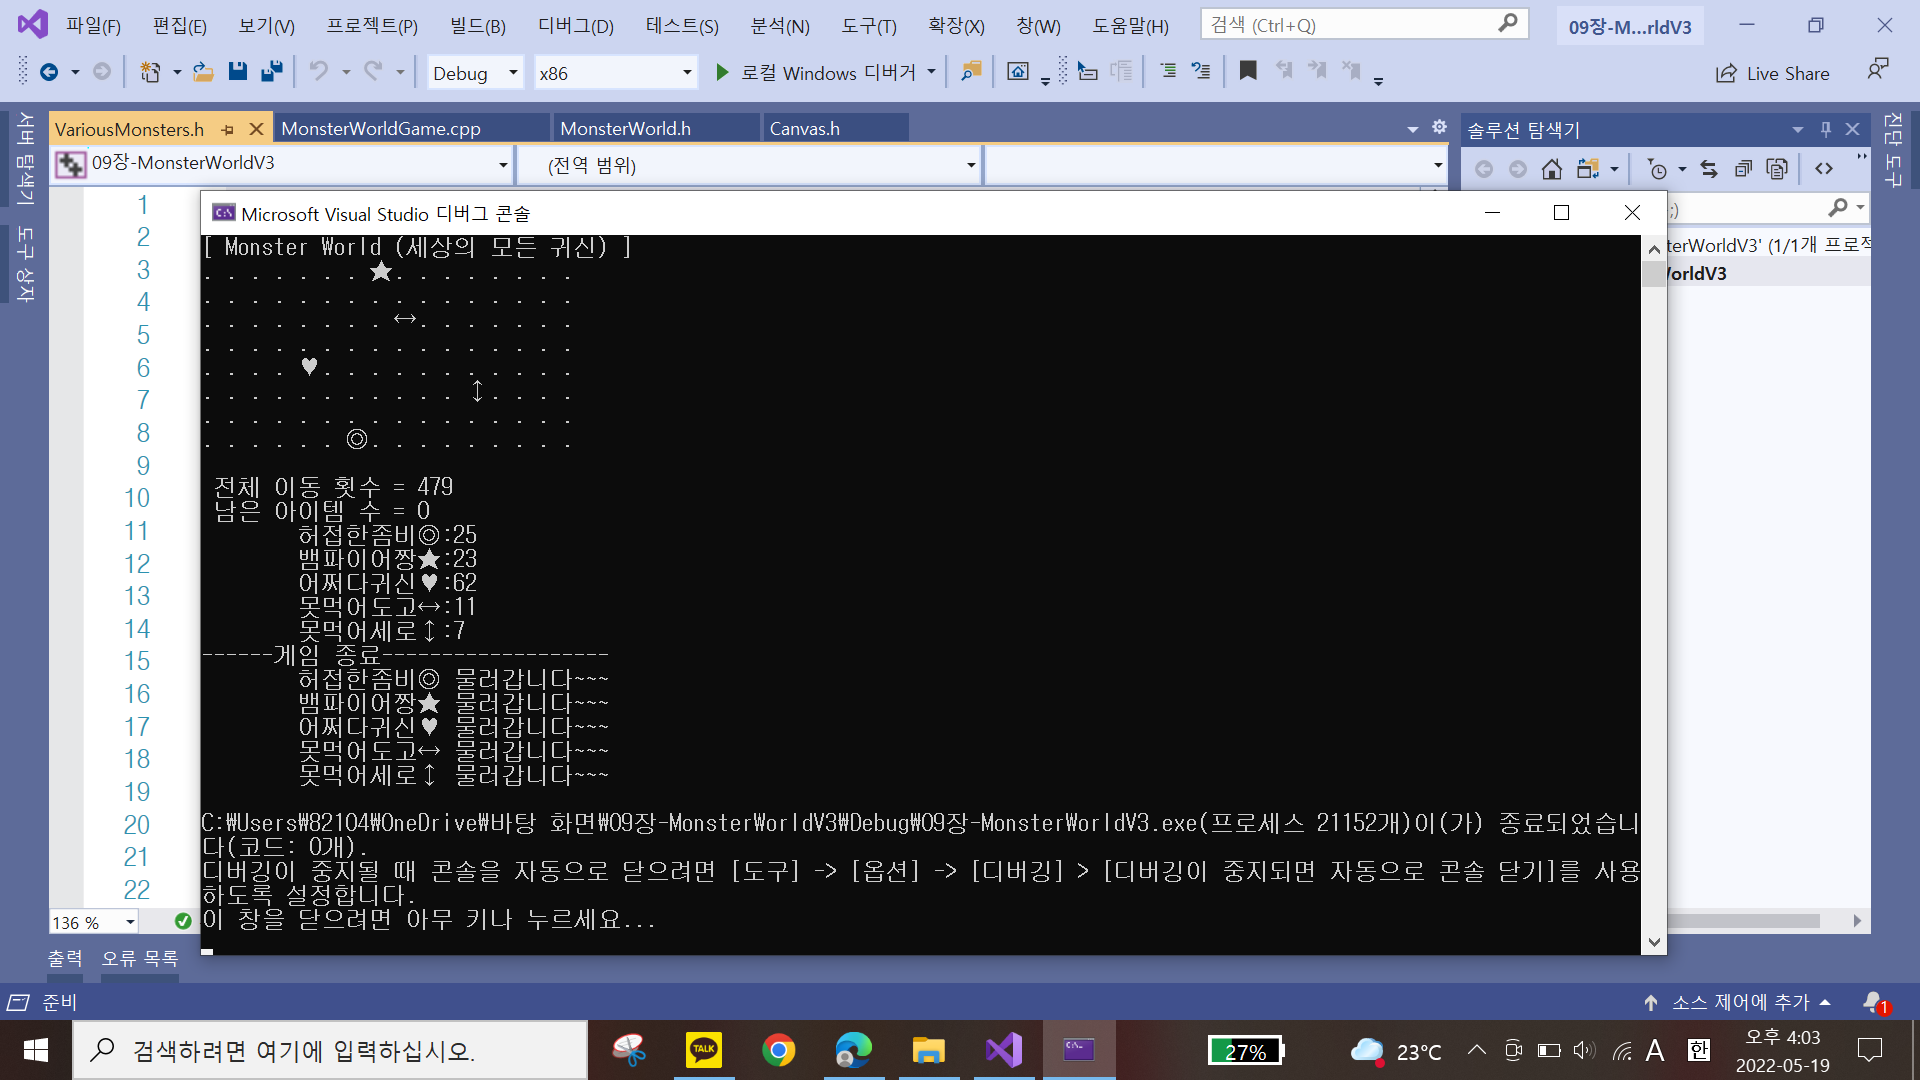 파일(F) 편집(E) 보기(V) 프로젝트(P) 빌드(B) 디버그(D) 테스트(S) 분석(N) 도구(T) 확장(X) 창(W) 도움말(H) 검색 (Ctrl+Q) 09장-M...rldV3
Debug x86 로컬 Windows 디버거 Live Share
서버 탐색기
도구 상자
VariousMonsters.h MonsterWorldGame.cpp MonsterWorld.h Canvas.h
09장-MonsterWorldV3 (전역 범위)
솔루션 탐색기
진단 도구
;)
terWorldV3' (1/1개 프로젝
VorldV3
1
2
3
4
5
6
7
8
9
10
11
12
13
14
15
16
17
18
19
20
21
22
Microsoft Visual Studio 디버그 콘솔
[ Monster World (세상의 모든 귀신) ]
. . . . . . . ★ . . . . . . . .
. . . . . . . . . . . . . . . .
. . . . . . . . ↔ . . . . . . .
. . . . . . . . . . . . . . . .
. . . . ♥ . . . . . . . . . . .
. . . . . . . . . . . ↕ . . . .
. . . . . . . . . . . . . . . .
. . . . . . ◎ . . . . . . . . .
전체 이동 횟수 = 479
남은 아이템 수 = 0
허접한좀비◎:25
뱀파이어짱★:23
어쩌다귀신♥:62
못먹어도고↔:11
못먹어세로↕:7
------게임 종료-------------------
허접한좀비◎ 물러갑니다~~~
뱀파이어짱★ 물러갑니다~~~
어쩌다귀신♥ 물러갑니다~~~
못먹어도고↔ 물러갑니다~~~
못먹어세로↕ 물러갑니다~~~
C:₩Users₩82104₩OneDrive₩바탕 화면₩09장-MonsterWorldV3₩Debug₩09장-MonsterWorldV3.exe(프로세스 21152개)이(가) 종료되었습니
다(코드: 0개).
디버깅이 중지될 때 콘솔을 자동으로 닫으려면 [도구] -> [옵션] -> [디버깅] > [디버깅이 중지되면 자동으로 콘솔 닫기]를 사용
하도록 설정합니다.
이 창을 닫으려면 아무 키나 누르세요...
136 %
출력 오류 목록
준비 소스 제어에 추가 1
검색하려면 여기에 입력하십시오. TALK 27% 23°C A 한 오후 4:03
2022-05-19